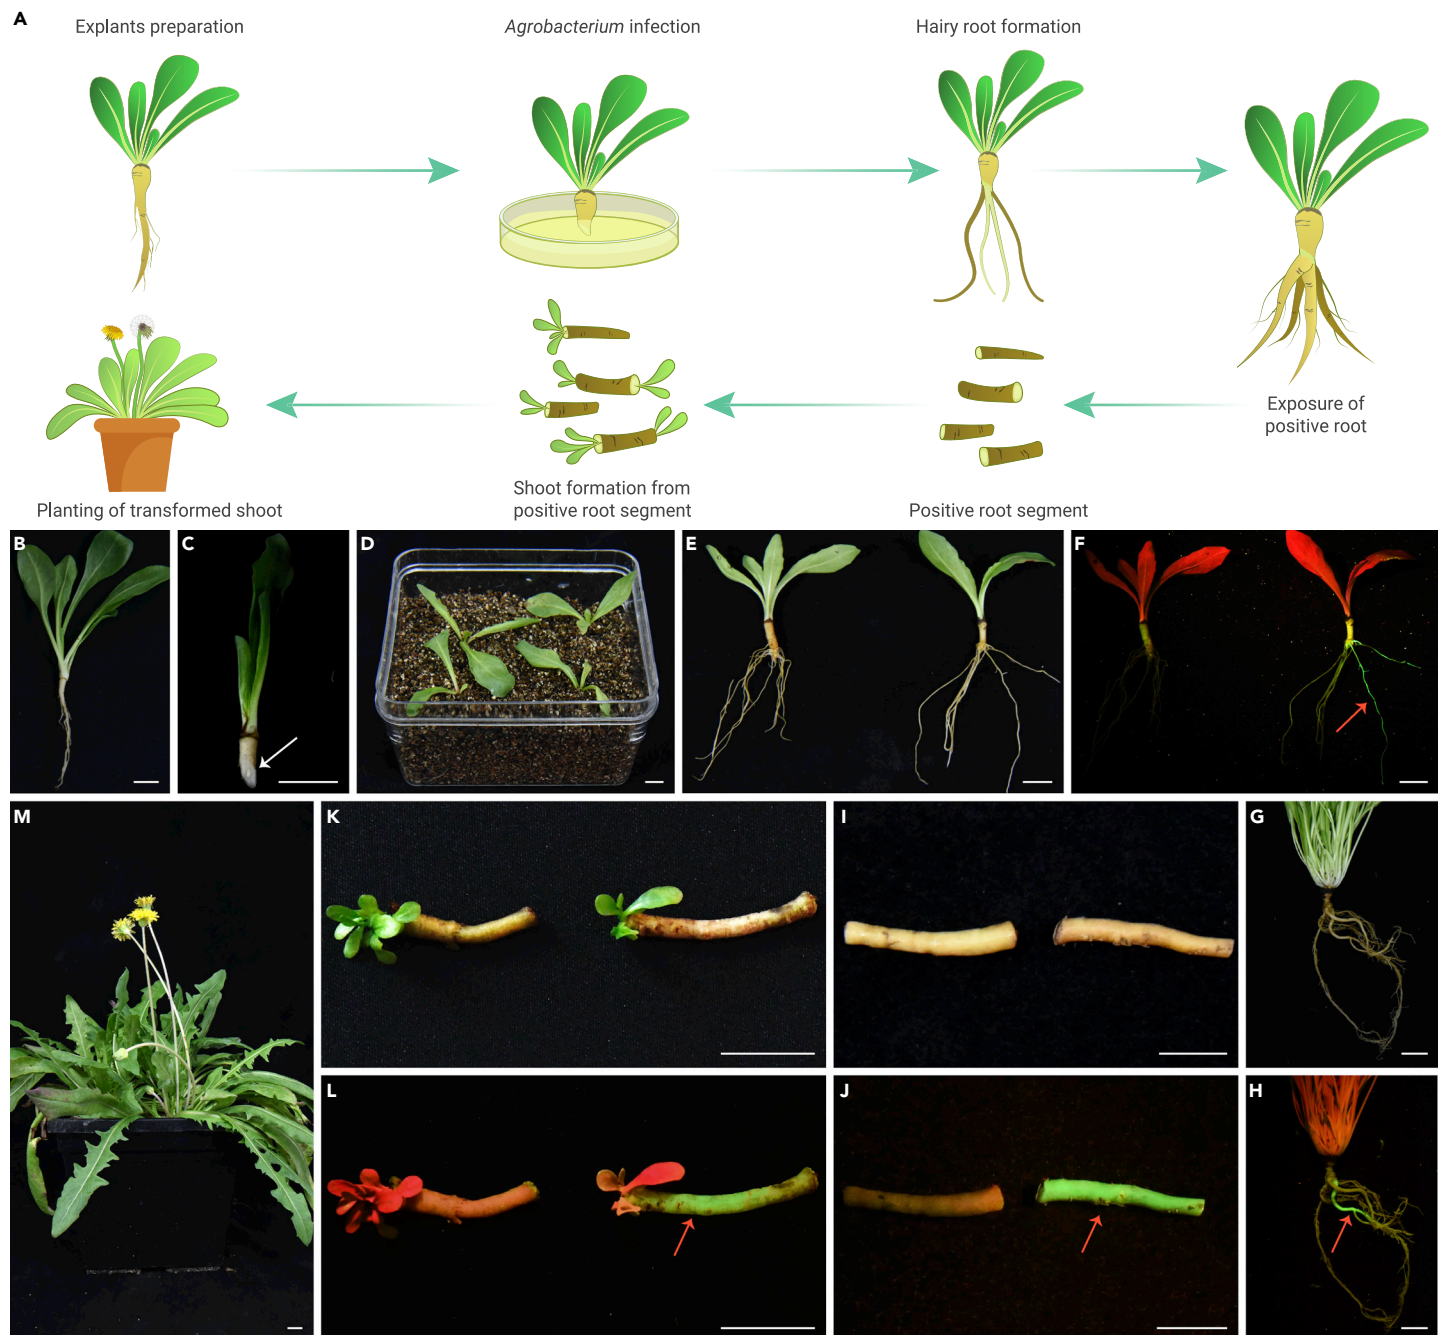 A
Explants preparation
Agrobacterium infection
Hairy root formation
Exposure of
positive root
Planting of transformed shoot
Shoot formation from
positive root segment
Positive root segment
B
C
D
E
F
M
K
I
G
L
J
H